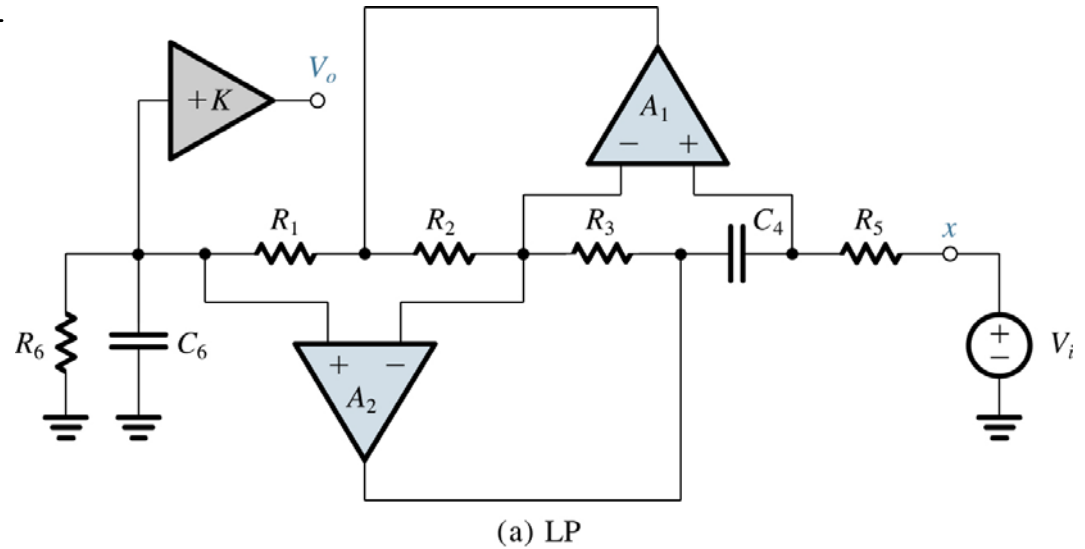 +K
V_o
A_1
− +
R_1
R_2
R_3
C_4
R_5
x
R_6
C_6
+ −
A_2
+
−
V_i
(a) LP